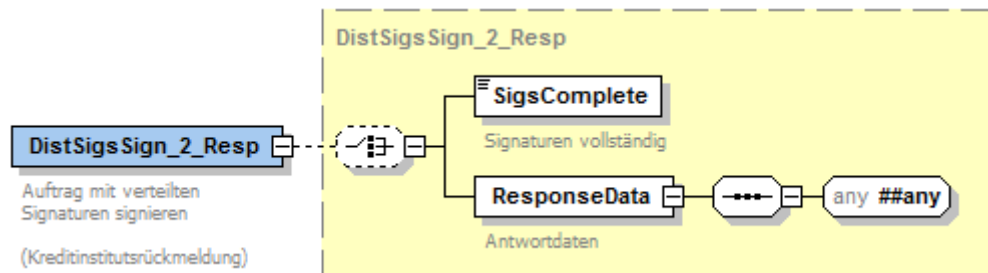 DistSigsSign_2_Resp
SigsComplete
Signaturen vollständig
DistSigsSign_2_Resp
Auftrag mit verteilten
Signaturen signieren
(Kreditinstitutsrückmeldung)
ResponseData
any ##any
Antwortdaten